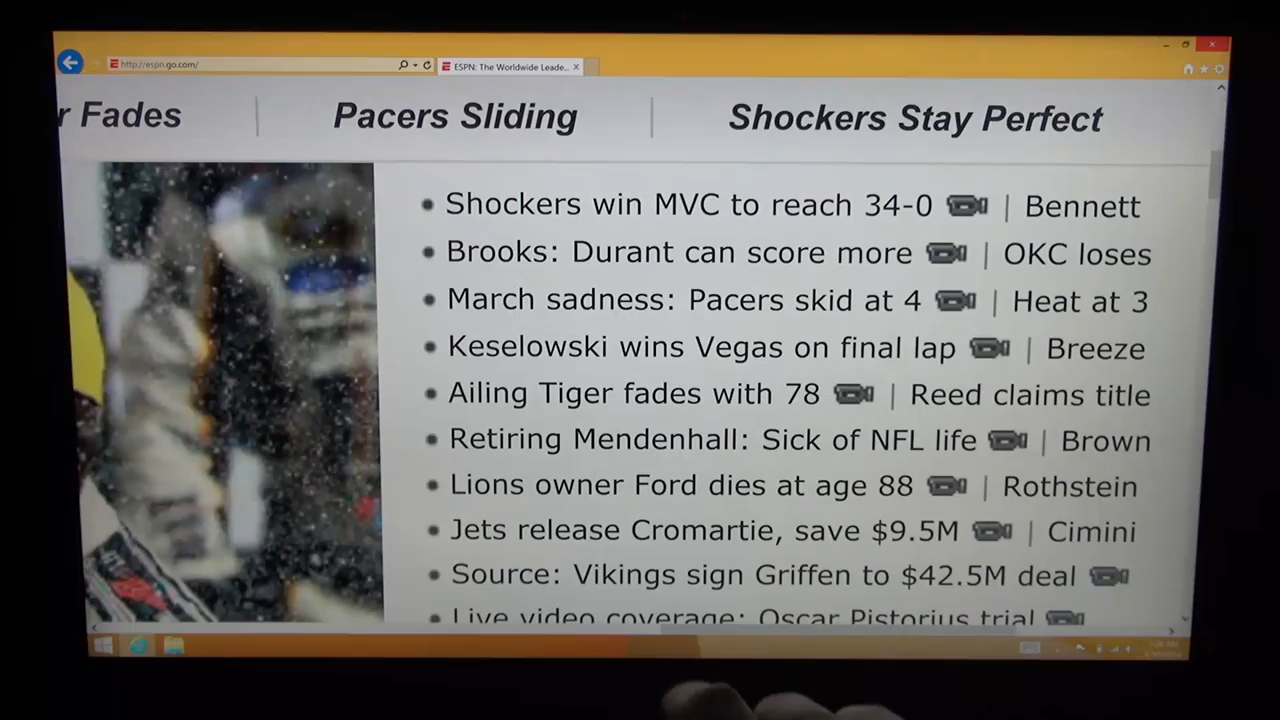 http://espn.go.com/
ESPN: The Worldwide Leade...
r Fades | Pacers Sliding | Shockers Stay Perfect
• Shockers win MVC to reach 34-0 | Bennett
• Brooks: Durant can score more | OKC loses
• March sadness: Pacers skid at 4 | Heat at 3
• Keselowski wins Vegas on final lap | Breeze
• Ailing Tiger fades with 78 | Reed claims title
• Retiring Mendenhall: Sick of NFL life | Brown
• Lions owner Ford dies at age 88 | Rothstein
• Jets release Cromartie, save $9.5M | Cimini
• Source: Vikings sign Griffen to $42.5M deal
• Live video coverage: Oscar Pistorius trial